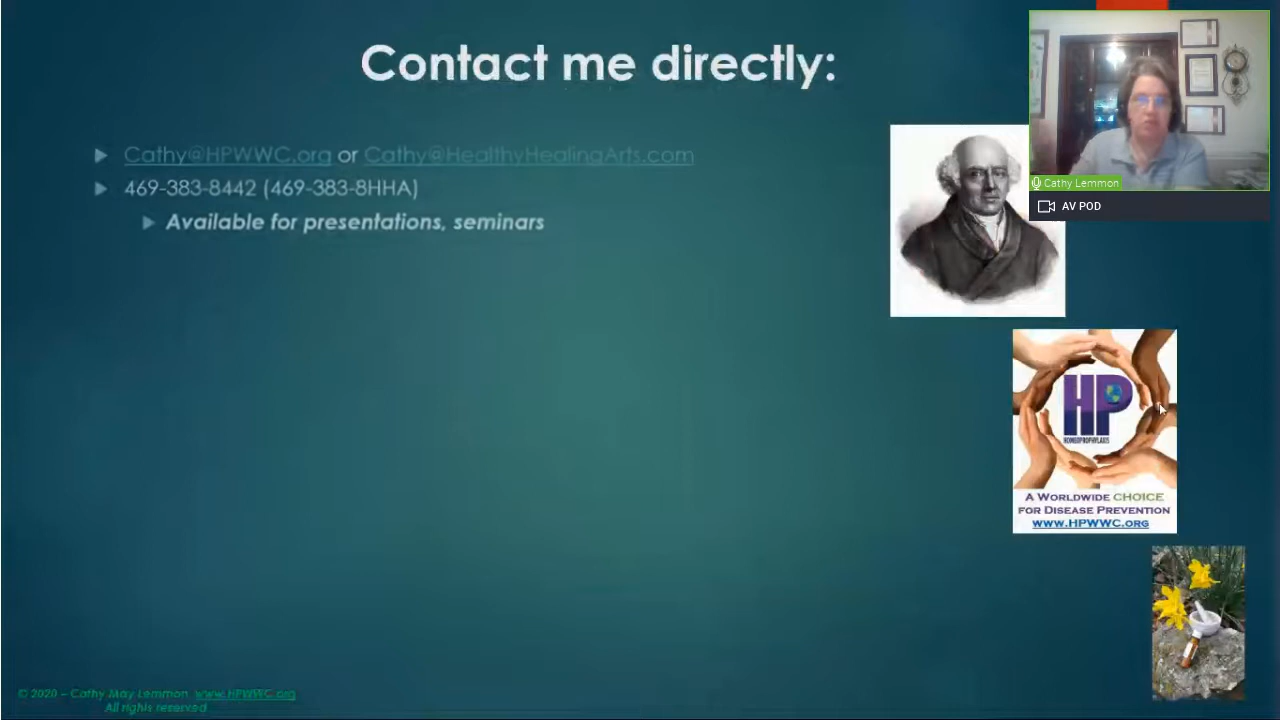 Contact me directly:
Cathy@HPWWC.org or Cathy@HealthyHealingArts.com
469-383-8442 (469-383-8HHA)
Available for presentations, seminars
Cathy Lemmon
AV POD
HP
HOMEOPROPHYLAXIS
A WORLDWIDE CHOICE
FOR DISEASE PREVENTION
WWW.HPWWC.ORG
© 2020 – Cathy May Lemmon www.HPWWC.org
All rights reserved